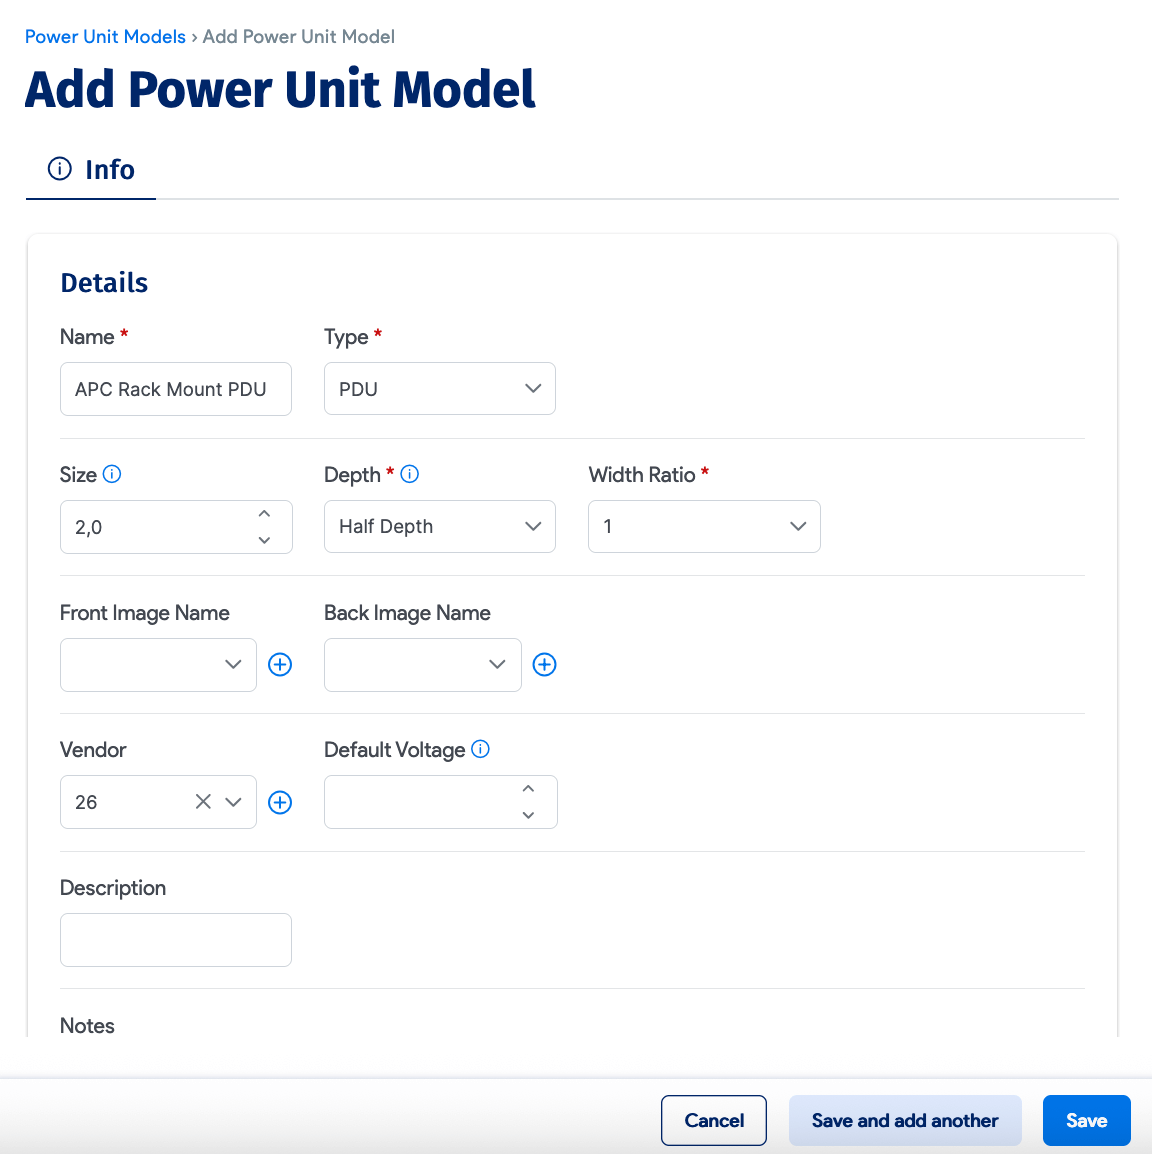 Power Unit Models › Add Power Unit Model
Add Power Unit Model
Info
Details
Name * Type *
APC Rack Mount PDU PDU
Size Depth * Width Ratio *
2,0 Half Depth 1
Front Image Name Back Image Name
Vendor Default Voltage
26
Description
Notes
Cancel Save and add another Save